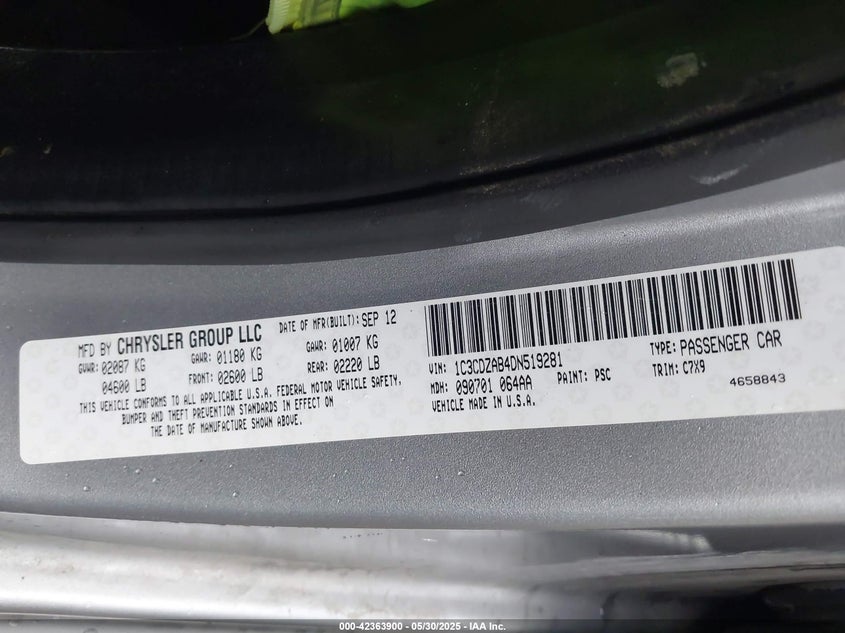 MFD BY CHRYSLER GROUP LLC DATE OF MFR(BUILT): SEP 12
GVWR: 02087 KG GAWR: 01180 KG GAWR: 01007 KG
04600 LB FRONT: 02600 LB REAR: 02220 LB
THIS VEHICLE CONFORMS TO ALL APPLICABLE U.S.A. FEDERAL MOTOR VEHICLE SAFETY,
BUMPER AND THEFT PREVENTION STANDARDS IN EFFECT ON
THE DATE OF MANUFACTURE SHOWN ABOVE.
VIN: 1C3CDZAB4DN519281 TYPE: PASSENGER CAR
MDH: 090701 064AA PAINT: PSC TRIM: C7X9
VEHICLE MADE IN U.S.A. 4658843
000-42363900 — 05/30/2025 — IAA Inc.